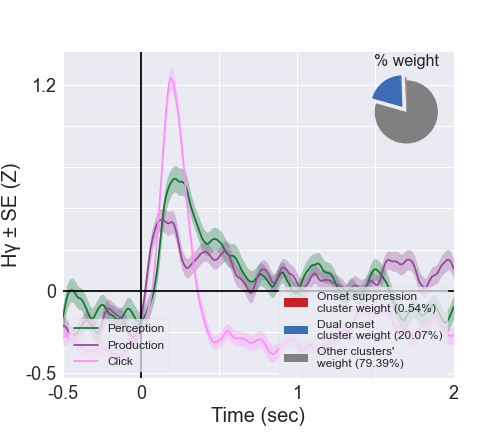 % weight
1.2
Hγ ± SE (Z)
0
Onset suppression
cluster weight (0.54%)
Perception
Dual onset
cluster weight (20.07%)
Production
Other clusters'
Click
weight (79.39%)
-0.5
-0.5 0 1 2
Time (sec)